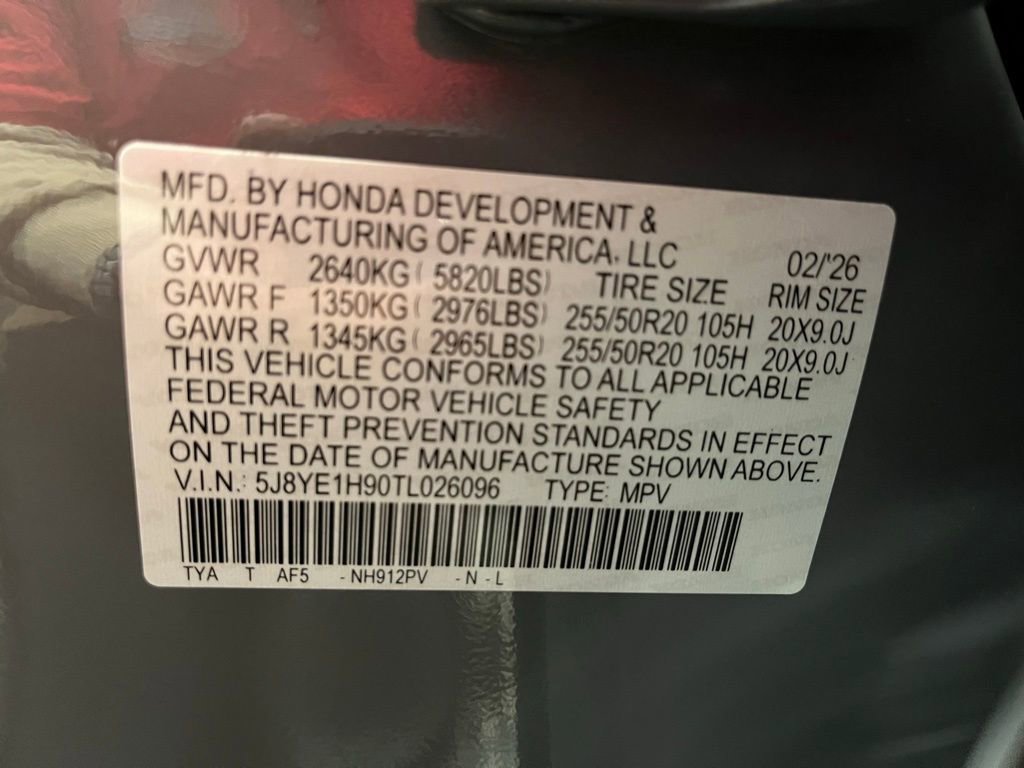 MFD. BY HONDA DEVELOPMENT &
MANUFACTURING OF AMERICA, LLC 02/'26
GVWR 2640KG ( 5820LBS) TIRE SIZE RIM SIZE
GAWR F 1350KG ( 2976LBS) 255/50R20 105H 20X9.0J
GAWR R 1345KG ( 2965LBS) 255/50R20 105H 20X9.0J
THIS VEHICLE CONFORMS TO ALL APPLICABLE
FEDERAL MOTOR VEHICLE SAFETY
AND THEFT PREVENTION STANDARDS IN EFFECT
ON THE DATE OF MANUFACTURE SHOWN ABOVE.
V.I.N.: 5J8YE1H90TL026096 TYPE: MPV
TYA T AF5 - NH912PV - N - L